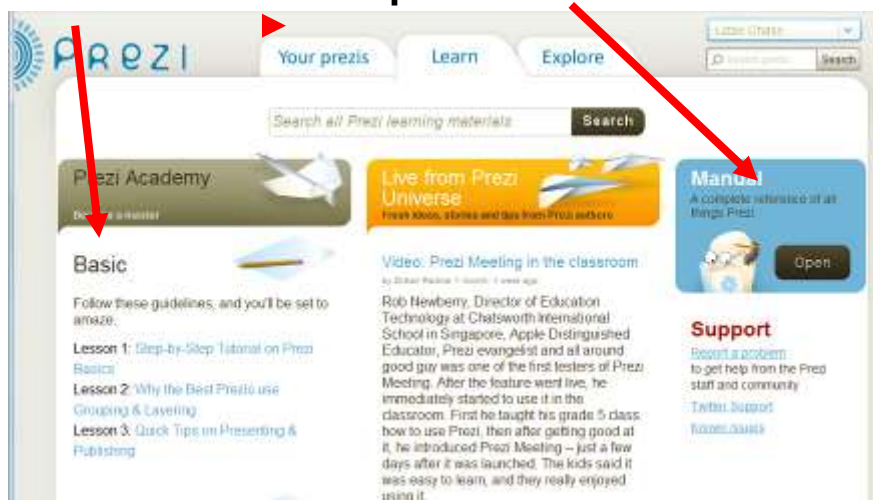 PREZI
Your prezis
Learn
Explore
Search
Search all Prezi learning materials
Search
Prezi Academy
Live from Prezi
Universe
Fresh ideas, stories and tips from Prezi authors
Manual
A complete reference of all
things Prezi
Open
Basic
Follow these guidelines, and you'll be set to
amaze.
Lesson 1: Step-by-Step Tutorial on Prezi
Basics
Lesson 2: Why the Best Prezis use
Grouping & Layering
Lesson 3: Quick Tips on Presenting &
Publishing
Video: Prezi Meeting in the classroom
Rob Newberry, Director of Education
Technology at Chatsworth International
School in Singapore, Apple Distinguished
Educator, Prezi evangelist and all around
good guy was one of the first testers of Prezi
Meeting. After the feature went live, he
immediately started to use it in the
classroom. First he taught his grade 5 class
how to use Prezi, then after getting good at
it, he introduced Prezi Meeting – just a few
days after it was launched. The kids said it
was easy to learn, and they really enjoyed
using it.
Support
Report a problem
to get help from the Prezi
staff and community
Twitter Support
Known issues